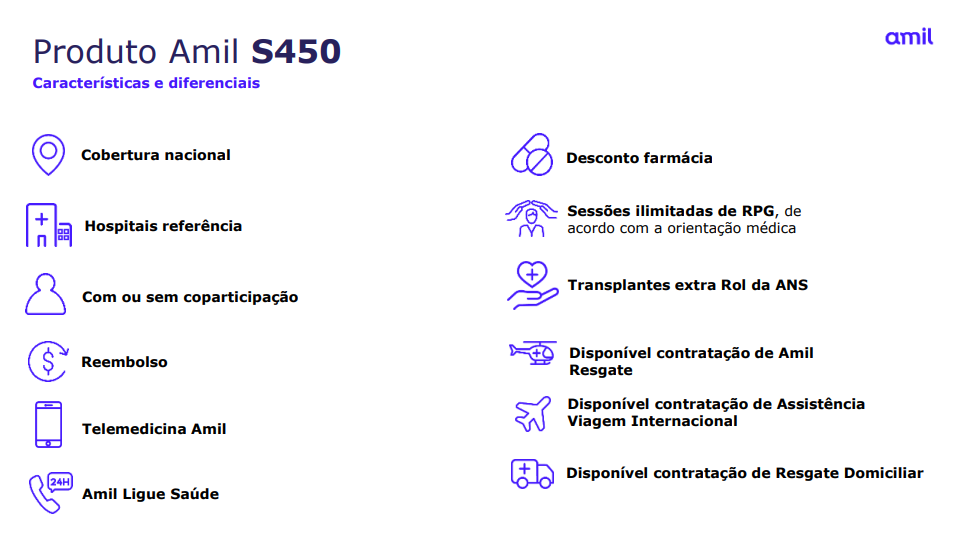 Produto Amil S450
amil
Características e diferenciais
Cobertura nacional
Hospitais referência
Com ou sem coparticipação
Reembolso
Telemedicina Amil
24H
Amil Ligue Saúde
Desconto farmácia
Sessões ilimitadas de RPG, de
acordo com a orientação médica
Transplantes extra Rol da ANS
Disponível contratação de Amil
Resgate
Disponível contratação de Assistência
Viagem Internacional
Disponível contratação de Resgate Domiciliar